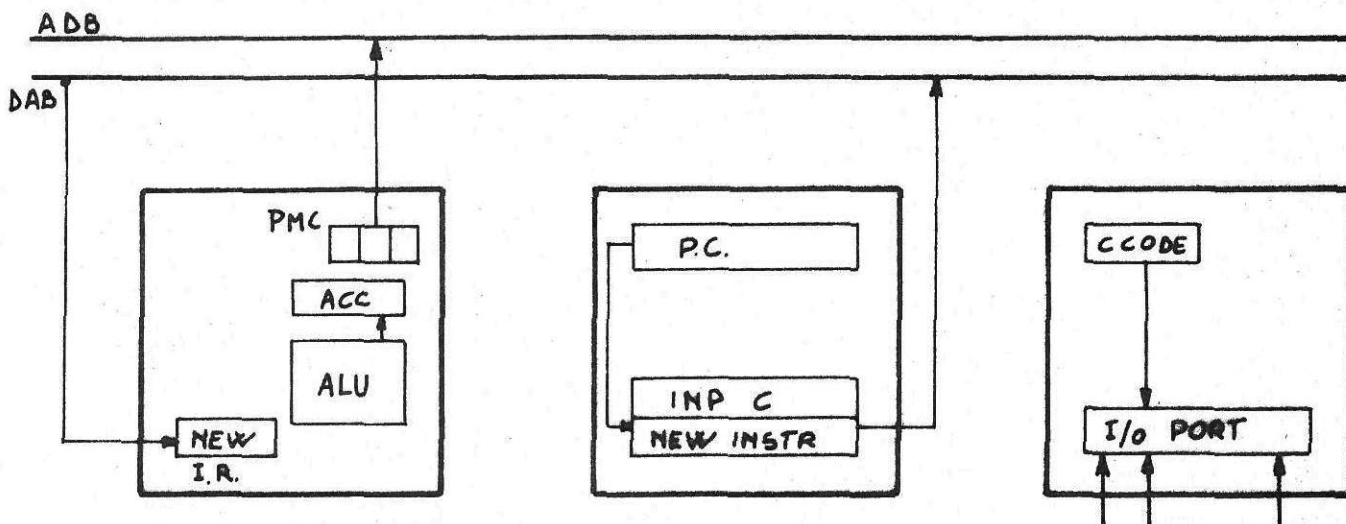 ADB
DAB
PMC
ACC
ALU
NEW
I.R.
P.C.
INP C
NEW INSTR
CCODE
I/O PORT